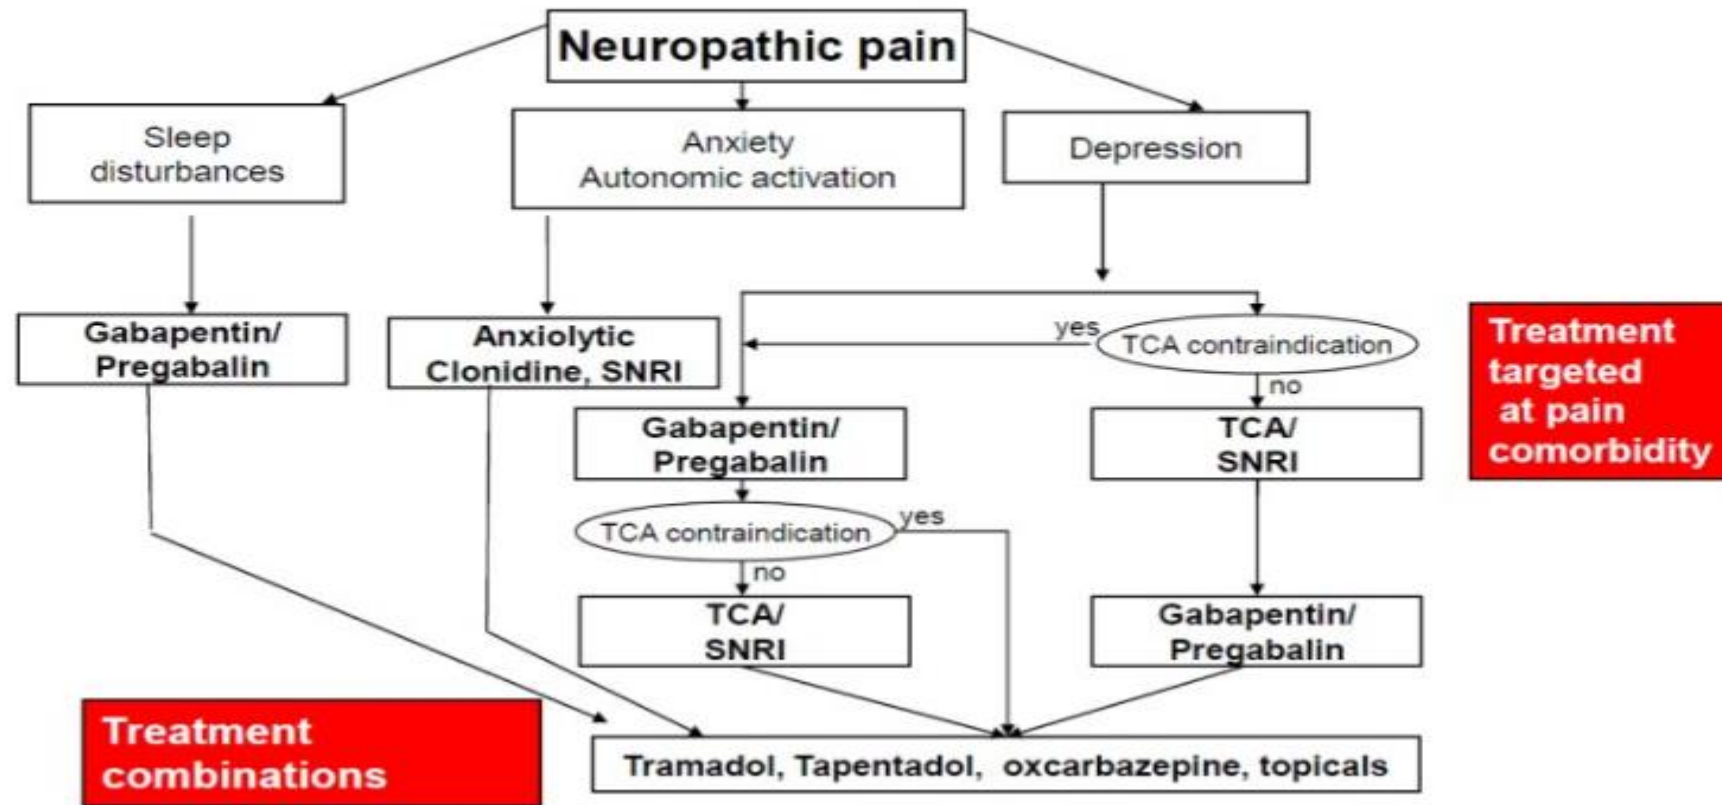 Neuropathic pain
Sleep
disturbances
Anxiety
Autonomic activation
Depression
Gabapentin/
Pregabalin
Anxiolytic
Clonidine, SNRI
yes
TCA contraindication
no
Treatment
targeted
at pain
comorbidity
Gabapentin/
Pregabalin
TCA/
SNRI
TCA contraindication
yes
no
TCA/
SNRI
Gabapentin/
Pregabalin
Treatment
combinations
Tramadol, Tapentadol, oxcarbazepine, topicals